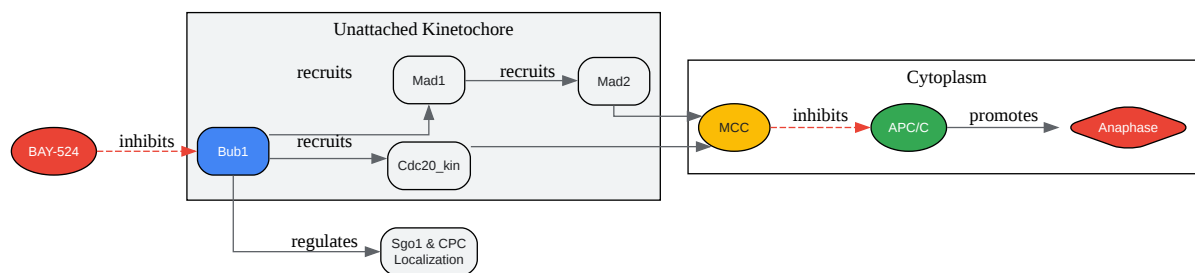 Unattached Kinetochore
recruits
Mad1
recruits
Mad2
Cytoplasm
BAY-524
inhibits
Bub1
recruits
Cdc20_kin
MCC
inhibits
APC/C
promotes
Anaphase
regulates
Sgo1 & CPC
Localization